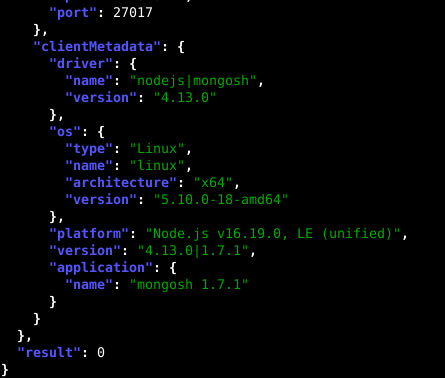 "port": 27017
},
"clientMetadata": {
"driver": {
"name": "nodejs|mongosh",
"version": "4.13.0"
},
"os": {
"type": "Linux",
"name": "linux",
"architecture": "x64",
"version": "5.10.0-18-amd64"
},
"platform": "Node.js v16.19.0, LE (unified)",
"version": "4.13.0|1.7.1",
"application": {
"name": "mongosh 1.7.1"
}
}
},
"result": 0
}